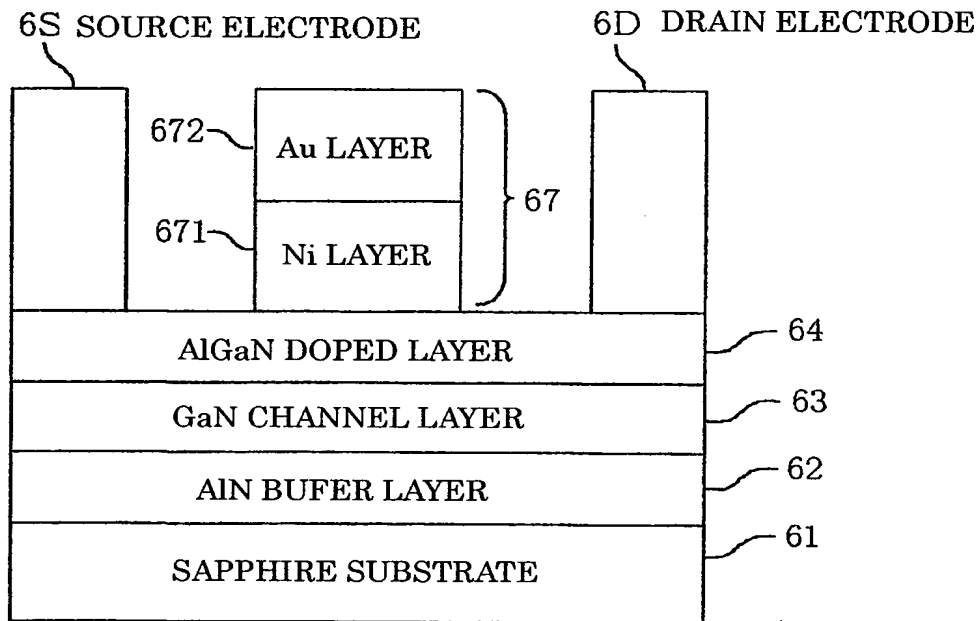 6S SOURCE ELECTRODE
6D DRAIN ELECTRODE
672
Au LAYER
67
671
Ni LAYER
AlGaN DOPED LAYER
64
GaN CHANNEL LAYER
63
AlN BUFER LAYER
62
SAPPHIRE SUBSTRATE
61